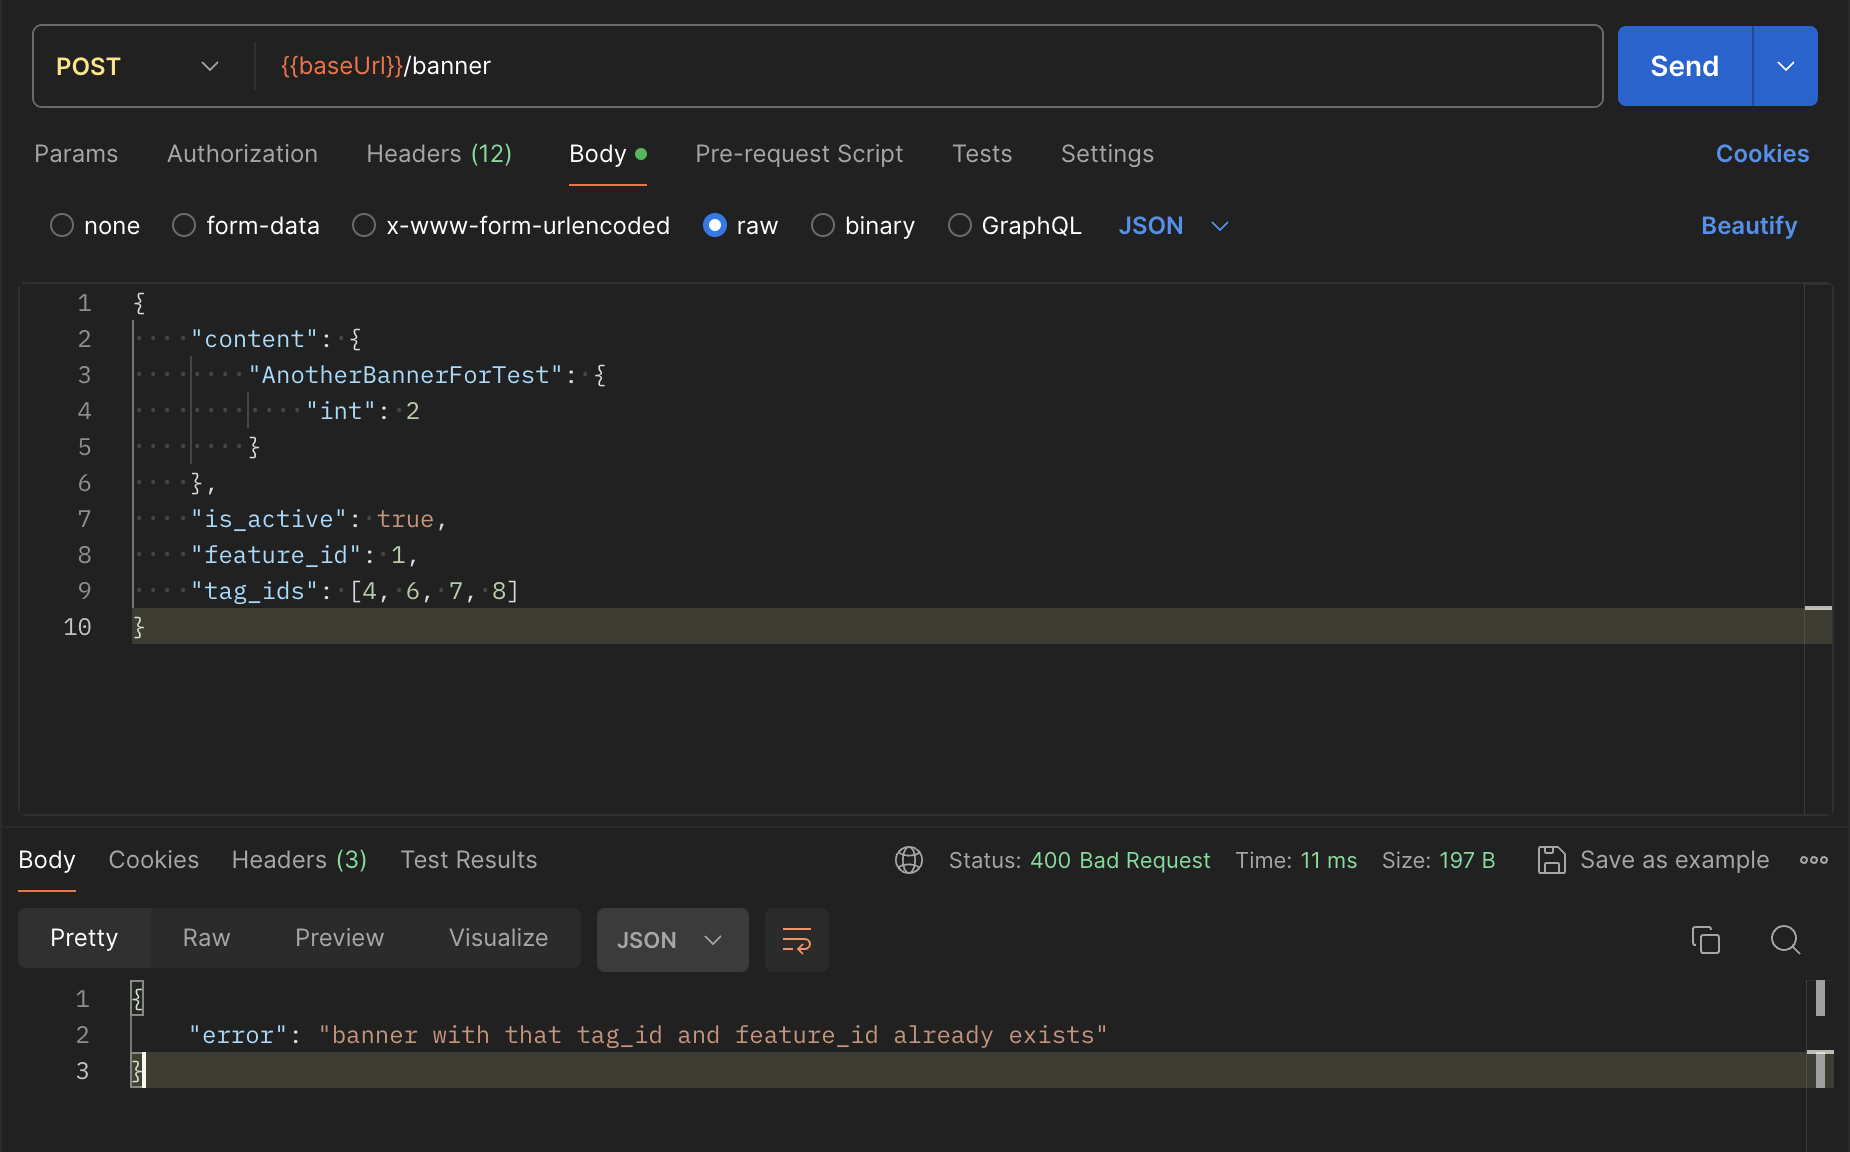 POST {{baseUrl}}/banner Send
Params Authorization Headers (12) Body Pre-request Script Tests Settings Cookies
none form-data x-www-form-urlencoded raw binary GraphQL JSON Beautify
1 {
2 "content": {
3 "AnotherBannerForTest": {
4 "int": 2
5 }
6 },
7 "is_active": true,
8 "feature_id": 1,
9 "tag_ids": [4, 6, 7, 8]
10 }
Body Cookies Headers (3) Test Results Status: 400 Bad Request Time: 11 ms Size: 197 B Save as example
Pretty Raw Preview Visualize JSON
1 {
2 "error": "banner with that tag_id and feature_id already exists"
3 }